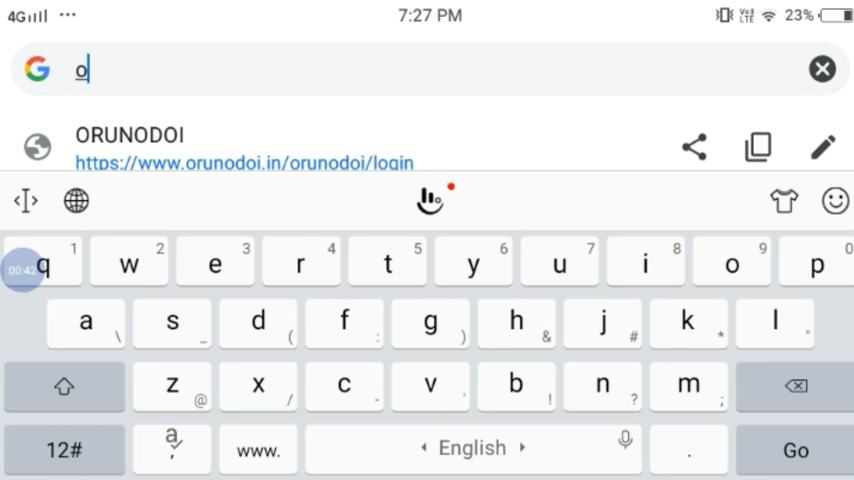 4G ... 7:27 PM VoLTE 23%
o
ORUNODOI
https://www.orunodoi.in/orunodoi/login
q 1 w 2 e 3 r 4 t 5 y 6 u 7 i 8 o 9 p 0
00:42
a \ s _ d ( f : g ) h & j # k * l "
z @ x / c - v ' b ! n ? m ;
12# a , www. English . Go